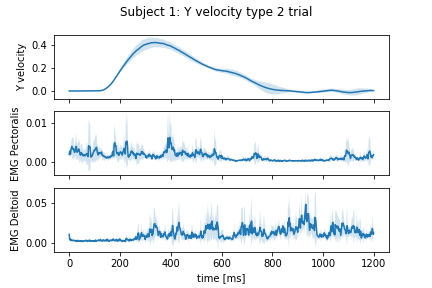 Subject 1: Y velocity type 2 trial
Y velocity
0.4
0.2
0.0
EMG Pectoralis
0.01
0.00
EMG Deltoid
0.05
0.00
0 200 400 600 800 1000 1200
time [ms]